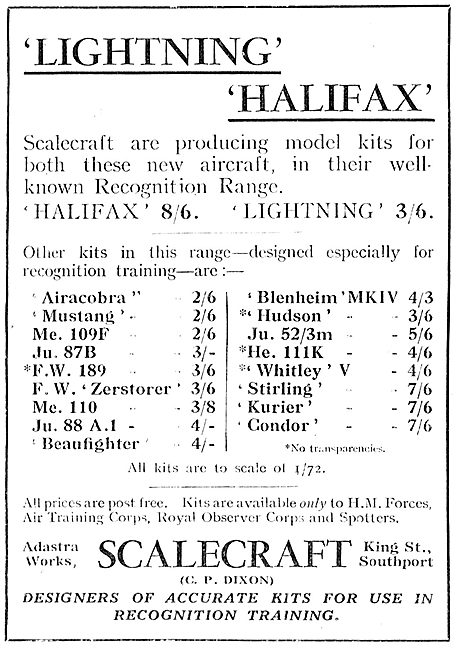 'LIGHTNING'
'HALIFAX'
Scalecraft are producing model kits for
both these new aircraft, in their well-
known Recognition Range.
'HALIFAX' 8/6. 'LIGHTNING' 3/6.
Other kits in this range—designed especially for
recognition training—are :—
'Airacobra" - 2/6
'Mustang' - - 2/6
Me. 109F - 2/6
Ju. 87B - 3/-
*F.W. 189 - 3/6
F.W. 'Zerstorer' 3/6
Me. 110 - 3/8
Ju. 88 A.1 - - 4/-
'Beaufighter' - 4/-
'Blenheim' MKIV 4/3
*'Hudson' - - 3/6
Ju. 52/3m - - 5/6
*He. 111K - - 4/6
*'Whitley' V - 4/6
'Stirling' - - 7/6
'Kurier' - - 7/6
'Condor' - - 7/6
*No transparencies.
All kits are to scale of 1/72.
All prices are post free. Kits are available only to H.M. Forces,
Air Training Corps, Royal Observer Corps and Spotters.
Adastra Works, SCALECRAFT King St., Southport
(C. P. DIXON)
DESIGNERS OF ACCURATE KITS FOR USE IN
RECOGNITION TRAINING.